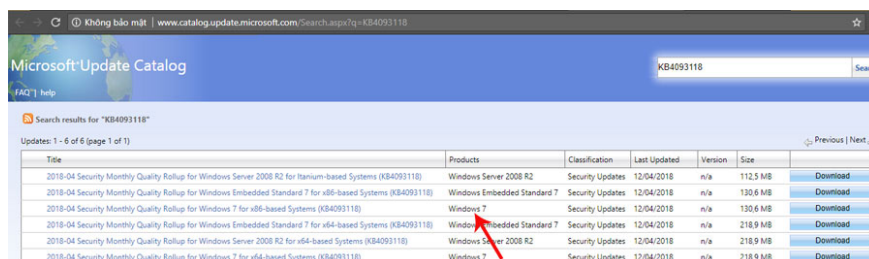 Không bảo mật | www.catalog.update.microsoft.com/Search.aspx?q=KB4093118
Microsoft Update Catalog
KB4093118
Sear
FAQ | help
Search results for "KB4093118"
Updates: 1 - 6 of 6 (page 1 of 1)
Previous | Next
Title Products Classification Last Updated Version Size
2018-04 Security Monthly Quality Rollup for Windows Server 2008 R2 for Itanium-based Systems (KB4093118) Windows Server 2008 R2 Security Updates 12/04/2018 n/a 112,5 MB Download
2018-04 Security Monthly Quality Rollup for Windows Embedded Standard 7 for x86-based Systems (KB4093118) Windows Embedded Standard 7 Security Updates 12/04/2018 n/a 130,6 MB Download
2018-04 Security Monthly Quality Rollup for Windows 7 for x86-based Systems (KB4093118) Windows 7 Security Updates 12/04/2018 n/a 130,6 MB Download
2018-04 Security Monthly Quality Rollup for Windows Embedded Standard 7 for x64-based Systems (KB4093118) Windows Embedded Standard 7 Security Updates 12/04/2018 n/a 218,9 MB Download
2018-04 Security Monthly Quality Rollup for Windows Server 2008 R2 for x64-based Systems (KB4093118) Windows Server 2008 R2 Security Updates 12/04/2018 n/a 218,9 MB Download
2018-04 Security Monthly Quality Rollup for Windows 7 for x64-based Systems (KB4093118) Windows 7 Security Updates 12/04/2018 n/a 218,9 MB Download